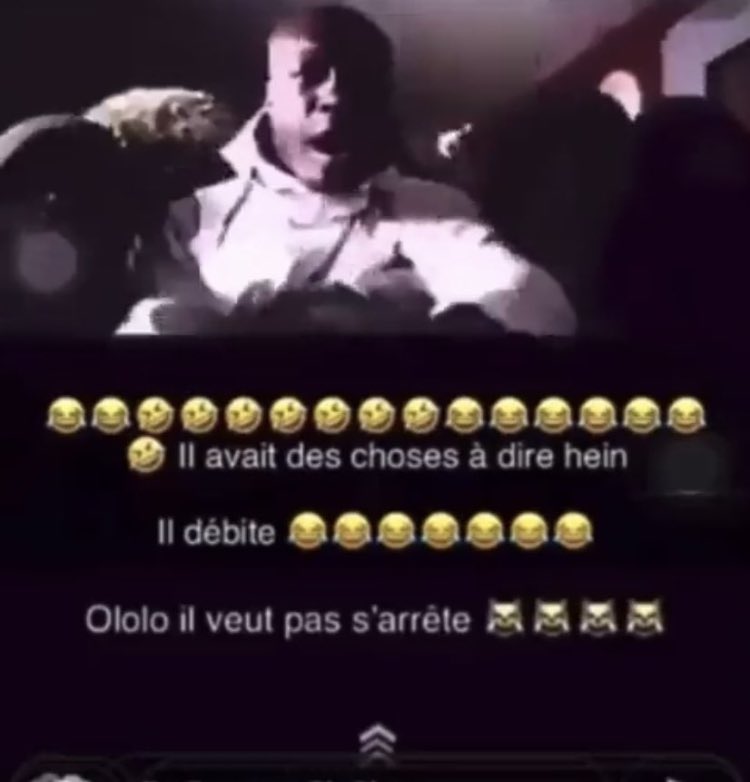 😂😂🤣🤣🤣🤣🤣🤣🤣😂😂😂😂😂😂
🤣 Il avait des choses à dire hein
Il débite 😂😂😂😂😂😂😂
Ololo il veut pas s'arrête 😹😹😹😹